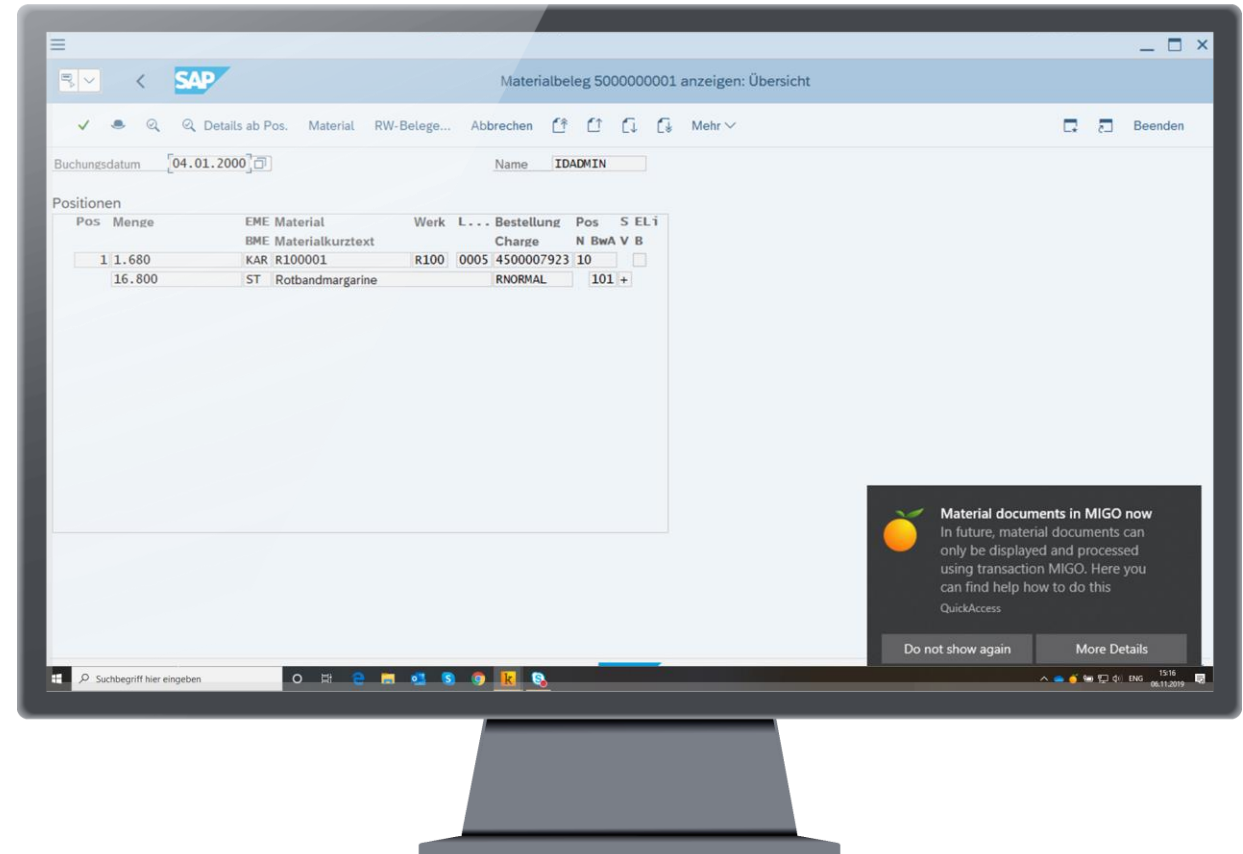 SAP
Materialbeleg 5000000001 anzeigen: Übersicht
Details ab Pos. Material RW-Belege... Abbrechen Mehr Beenden
Buchungsdatum 04.01.2000 Name IDADMIN
Positionen
Pos Menge EME Material Werk L... Bestellung Pos S ELi
BME Materialkurztext Charge N BwA V B
1 1.680 KAR R100001 R100 0005 4500007923 10
16.800 ST Rotbandmargarine RNORMAL 101 +
Material documents in MIGO now
In future, material documents can
only be displayed and processed
using transaction MIGO. Here you
can find help how to do this
QuickAccess
Do not show again More Details
Suchbegriff hier eingeben k ENG 15:16
06.11.2019